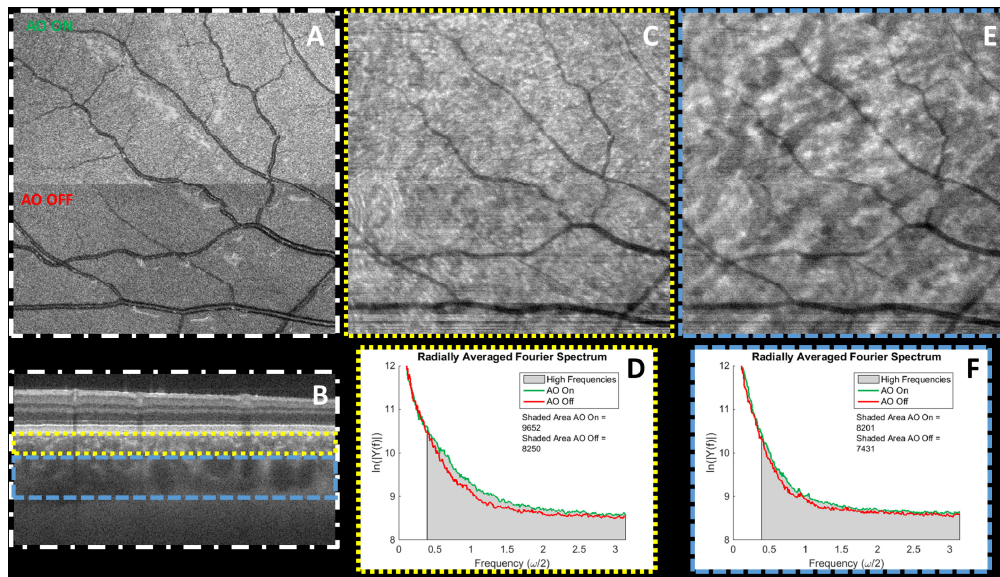 AO ON
A
C
E
AO OFF
B
Radially Averaged Fourier Spectrum
D
High Frequencies
AO On
AO Off
Shaded Area AO On =
9652
Shaded Area AO Off =
8250
ln(|Y(f)|)
12
11
10
9
8
0
0.5
1
1.5
2
2.5
3
Frequency (ω/2)
Radially Averaged Fourier Spectrum
F
High Frequencies
AO On
AO Off
Shaded Area AO On =
8201
Shaded Area AO Off =
7431
ln(|Y(f)|)
12
11
10
9
8
0
0.5
1
1.5
2
2.5
3
Frequency (ω/2)